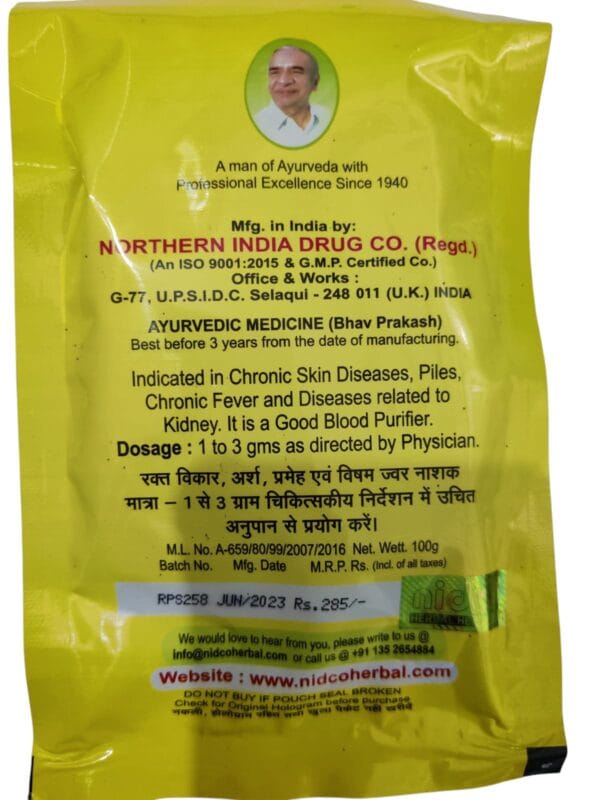 A man of Ayurveda with
Professional Excellence Since 1940
Mfg. in India by:
NORTHERN INDIA DRUG CO. (Regd.)
(An ISO 9001:2015 & G.M.P. Certified Co.)
Office & Works :
G-77, U.P.S.I.D.C. Selaqui - 248 011 (U.K.) INDIA
AYURVEDIC MEDICINE (Bhav Prakash)
Best before 3 years from the date of manufacturing.
Indicated in Chronic Skin Diseases, Piles,
Chronic Fever and Diseases related to
Kidney. It is a Good Blood Purifier.
Dosage : 1 to 3 gms as directed by Physician.
रक्त विकार, अर्श, प्रमेह एवं विषम ज्वर नाशक
मात्रा – 1 से 3 ग्राम चिकित्सकीय निर्देशन में उचित
अनुपान से प्रयोग करें।
M.L. No. A-659/80/99/2007/2016 Net. Wett. 100g
Batch No. Mfg. Date M.R.P. Rs. (Incl. of all taxes)
RPS258 JUN/2023 Rs.285/-
nid
HERBAL
We would love to hear from you, please write to us @
info@nidcoherbal.com or call us @ +91 135 2654884
Website : www.nidcoherbal.com
DO NOT BUY IF POUCH SEAL BROKEN
Check for Original Hologram before purchase
नकली, होलोग्राम रहित तथा खुला पैकेट नहीं खरीदें